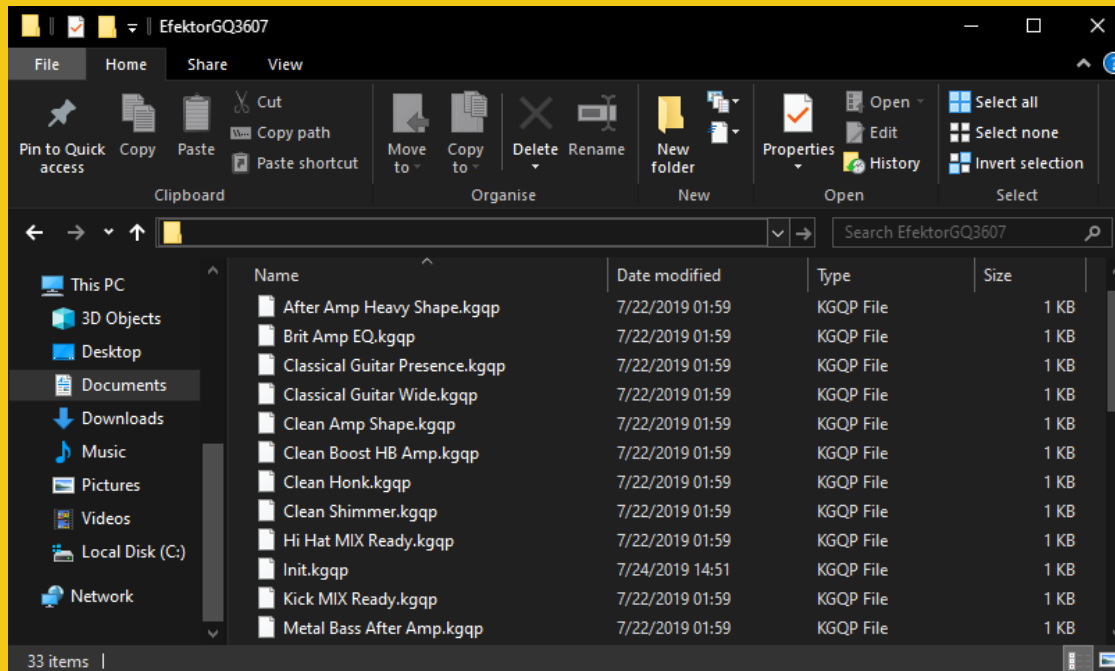 EfektorGQ3607
File Home Share View
Pin to Quick access
Copy
Paste
Cut
Copy path
Paste shortcut
Move to
Copy to
Delete
Rename
New folder
Properties
Open
Edit
History
Select all
Select none
Invert selection
Clipboard Organise New Open Select
Search EfektorGQ3607
This PC
3D Objects
Desktop
Documents
Downloads
Music
Pictures
Videos
Local Disk (C:)
Network
Name Date modified Type Size
After Amp Heavy Shape.kgqp 7/22/2019 01:59 KGQP File 1 KB
Brit Amp EQ.kgqp 7/22/2019 01:59 KGQP File 1 KB
Classical Guitar Presence.kgqp 7/22/2019 01:59 KGQP File 1 KB
Classical Guitar Wide.kgqp 7/22/2019 01:59 KGQP File 1 KB
Clean Amp Shape.kgqp 7/22/2019 01:59 KGQP File 1 KB
Clean Boost HB Amp.kgqp 7/22/2019 01:59 KGQP File 1 KB
Clean Honk.kgqp 7/22/2019 01:59 KGQP File 1 KB
Clean Shimmer.kgqp 7/22/2019 01:59 KGQP File 1 KB
Hi Hat MIX Ready.kgqp 7/22/2019 01:59 KGQP File 1 KB
Init.kgqp 7/24/2019 14:51 KGQP File 1 KB
Kick MIX Ready.kgqp 7/22/2019 01:59 KGQP File 1 KB
Metal Bass After Amp.kgqp 7/22/2019 01:59 KGQP File 1 KB
33 items